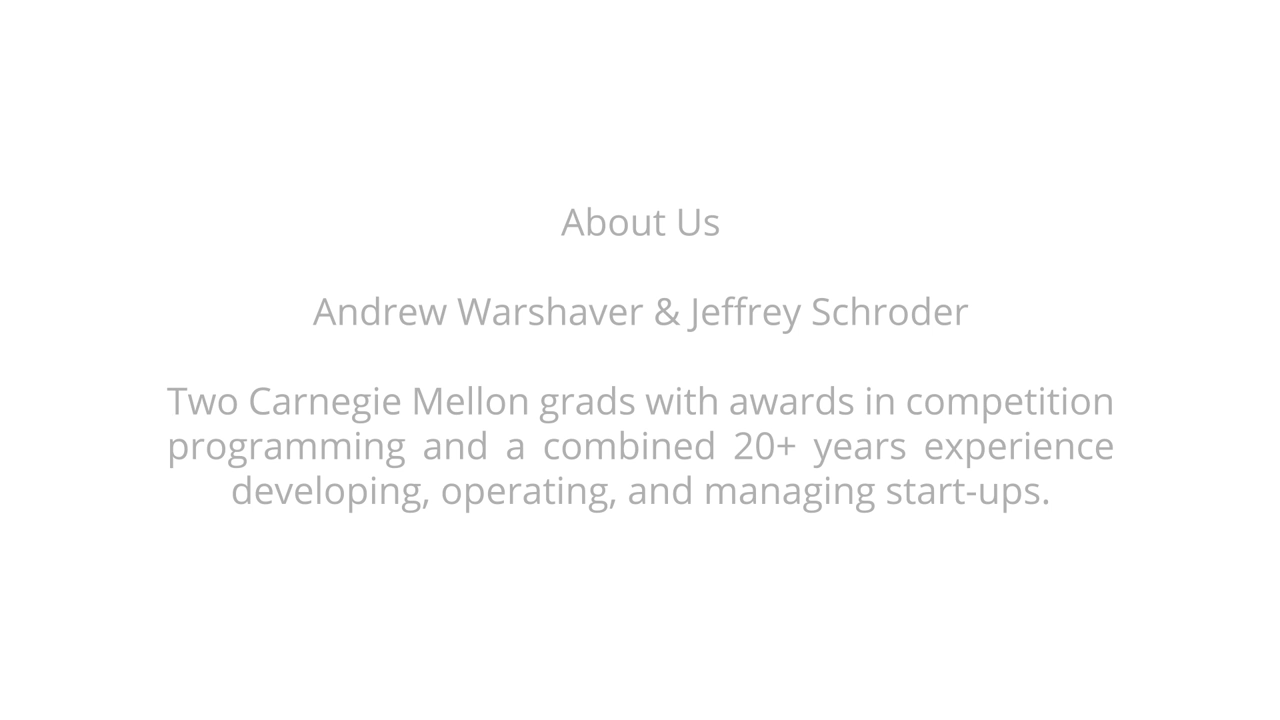 About Us
Andrew Warshaver & Jeffrey Schroder
Two Carnegie Mellon grads with awards in competition
programming and a combined 20+ years experience
developing, operating, and managing start-ups.